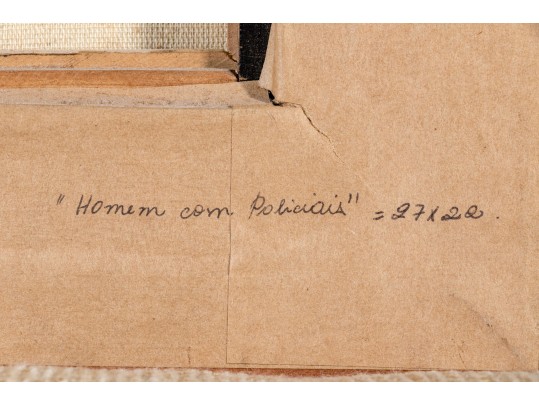 "Homem com Policiais" = 27x22.